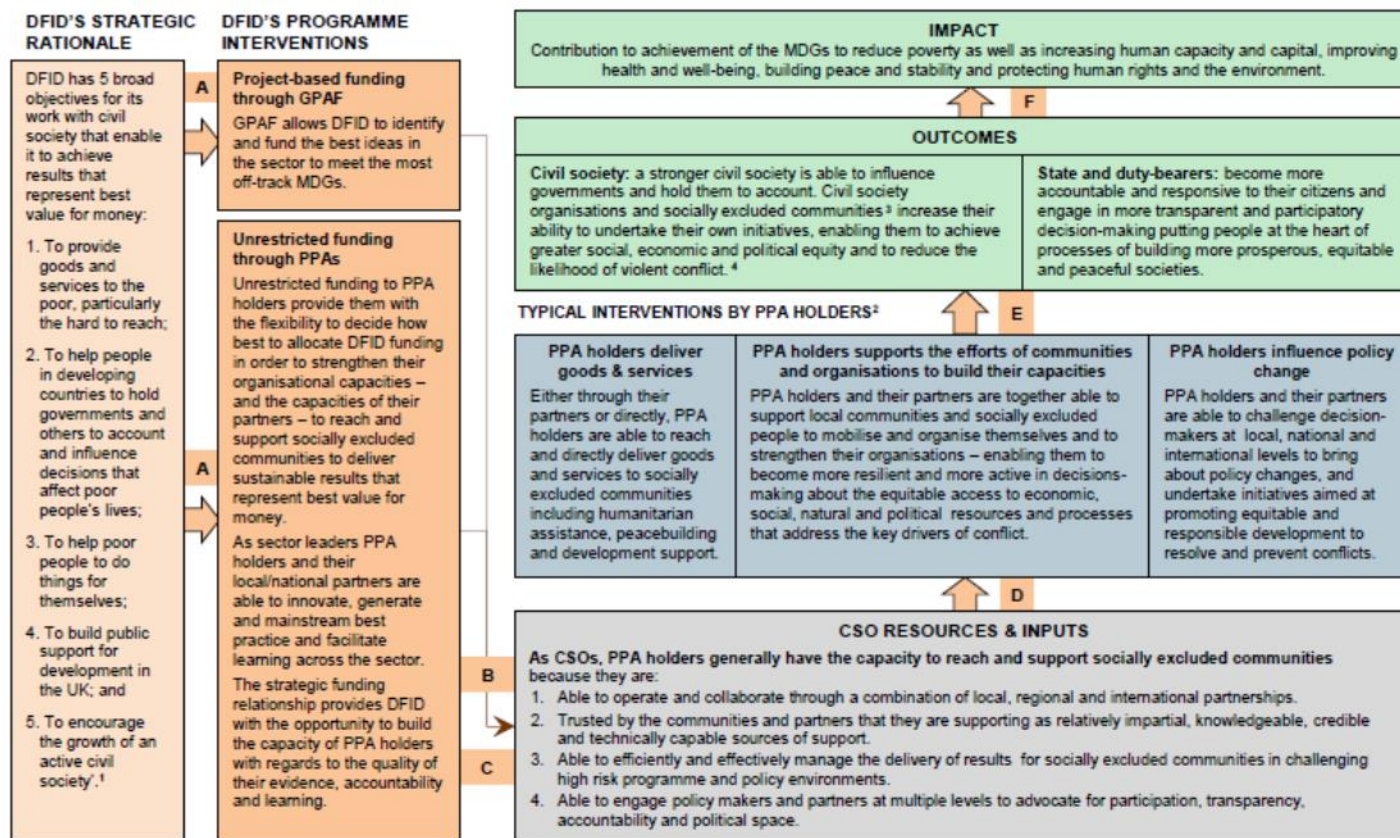 DFID'S STRATEGIC
RATIONALE
DFID has 5 broad
objectives for its
work with civil
society that enable
it to achieve
results that
represent best
value for money:
1. To provide
goods and
services to the
poor, particularly
the hard to reach;
2. To help people
in developing
countries to hold
governments and
others to account
and influence
decisions that
affect poor
people's lives;
3. To help poor
people to do
things for
themselves;
4. To build public
support for
development in
the UK; and
5. To encourage
the growth of an
active civil
society'.1
A
A
DFID'S PROGRAMME
INTERVENTIONS
Project-based funding
through GPAF
GPAF allows DFID to identify
and fund the best ideas in
the sector to meet the most
off-track MDGs.
Unrestricted funding
through PPAs
Unrestricted funding to PPA
holders provide them with
the flexibility to decide how
best to allocate DFID funding
in order to strengthen their
organisational capacities –
and the capacities of their
partners – to reach and
support socially excluded
communities to deliver
sustainable results that
represent best value for
money.
As sector leaders PPA
holders and their
local/national partners are
able to innovate, generate
and mainstream best
practice and facilitate
learning across the sector.
The strategic funding
relationship provides DFID
with the opportunity to build
the capacity of PPA holders
with regards to the quality of
their evidence, accountability
and learning.
B
C
IMPACT
Contribution to achievement of the MDGs to reduce poverty as well as increasing human capacity and capital, improving
health and well-being, building peace and stability and protecting human rights and the environment.
F
OUTCOMES
Civil society: a stronger civil society is able to influence
governments and hold them to account. Civil society
organisations and socially excluded communities 3 increase their
ability to undertake their own initiatives, enabling them to achieve
greater social, economic and political equity and to reduce the
likelihood of violent conflict. 4
State and duty-bearers: become more
accountable and responsive to their citizens and
engage in more transparent and participatory
decision-making putting people at the heart of
processes of building more prosperous, equitable
and peaceful societies.
E
TYPICAL INTERVENTIONS BY PPA HOLDERS2
PPA holders deliver
goods & services
Either through their
partners or directly, PPA
holders are able to reach
and directly deliver goods
and services to socially
excluded communities
including humanitarian
assistance, peacebuilding
and development support.
PPA holders supports the efforts of communities
and organisations to build their capacities
PPA holders and their partners are together able to
support local communities and socially excluded
people to mobilise and organise themselves and to
strengthen their organisations – enabling them to
become more resilient and more active in decisions-
making about the equitable access to economic,
social, natural and political resources and processes
that address the key drivers of conflict.
PPA holders influence policy
change
PPA holders and their partners
are able to challenge decision-
makers at local, national and
international levels to bring
about policy changes, and
undertake initiatives aimed at
promoting equitable and
responsible development to
resolve and prevent conflicts.
D
CSO RESOURCES & INPUTS
As CSOs, PPA holders generally have the capacity to reach and support socially excluded communities
because they are:
1. Able to operate and collaborate through a combination of local, regional and international partnerships.
2. Trusted by the communities and partners that they are supporting as relatively impartial, knowledgeable, credible
and technically capable sources of support.
3. Able to efficiently and effectively manage the delivery of results for socially excluded communities in challenging
high risk programme and policy environments.
4. Able to engage policy makers and partners at multiple levels to advocate for participation, transparency,
accountability and political space.